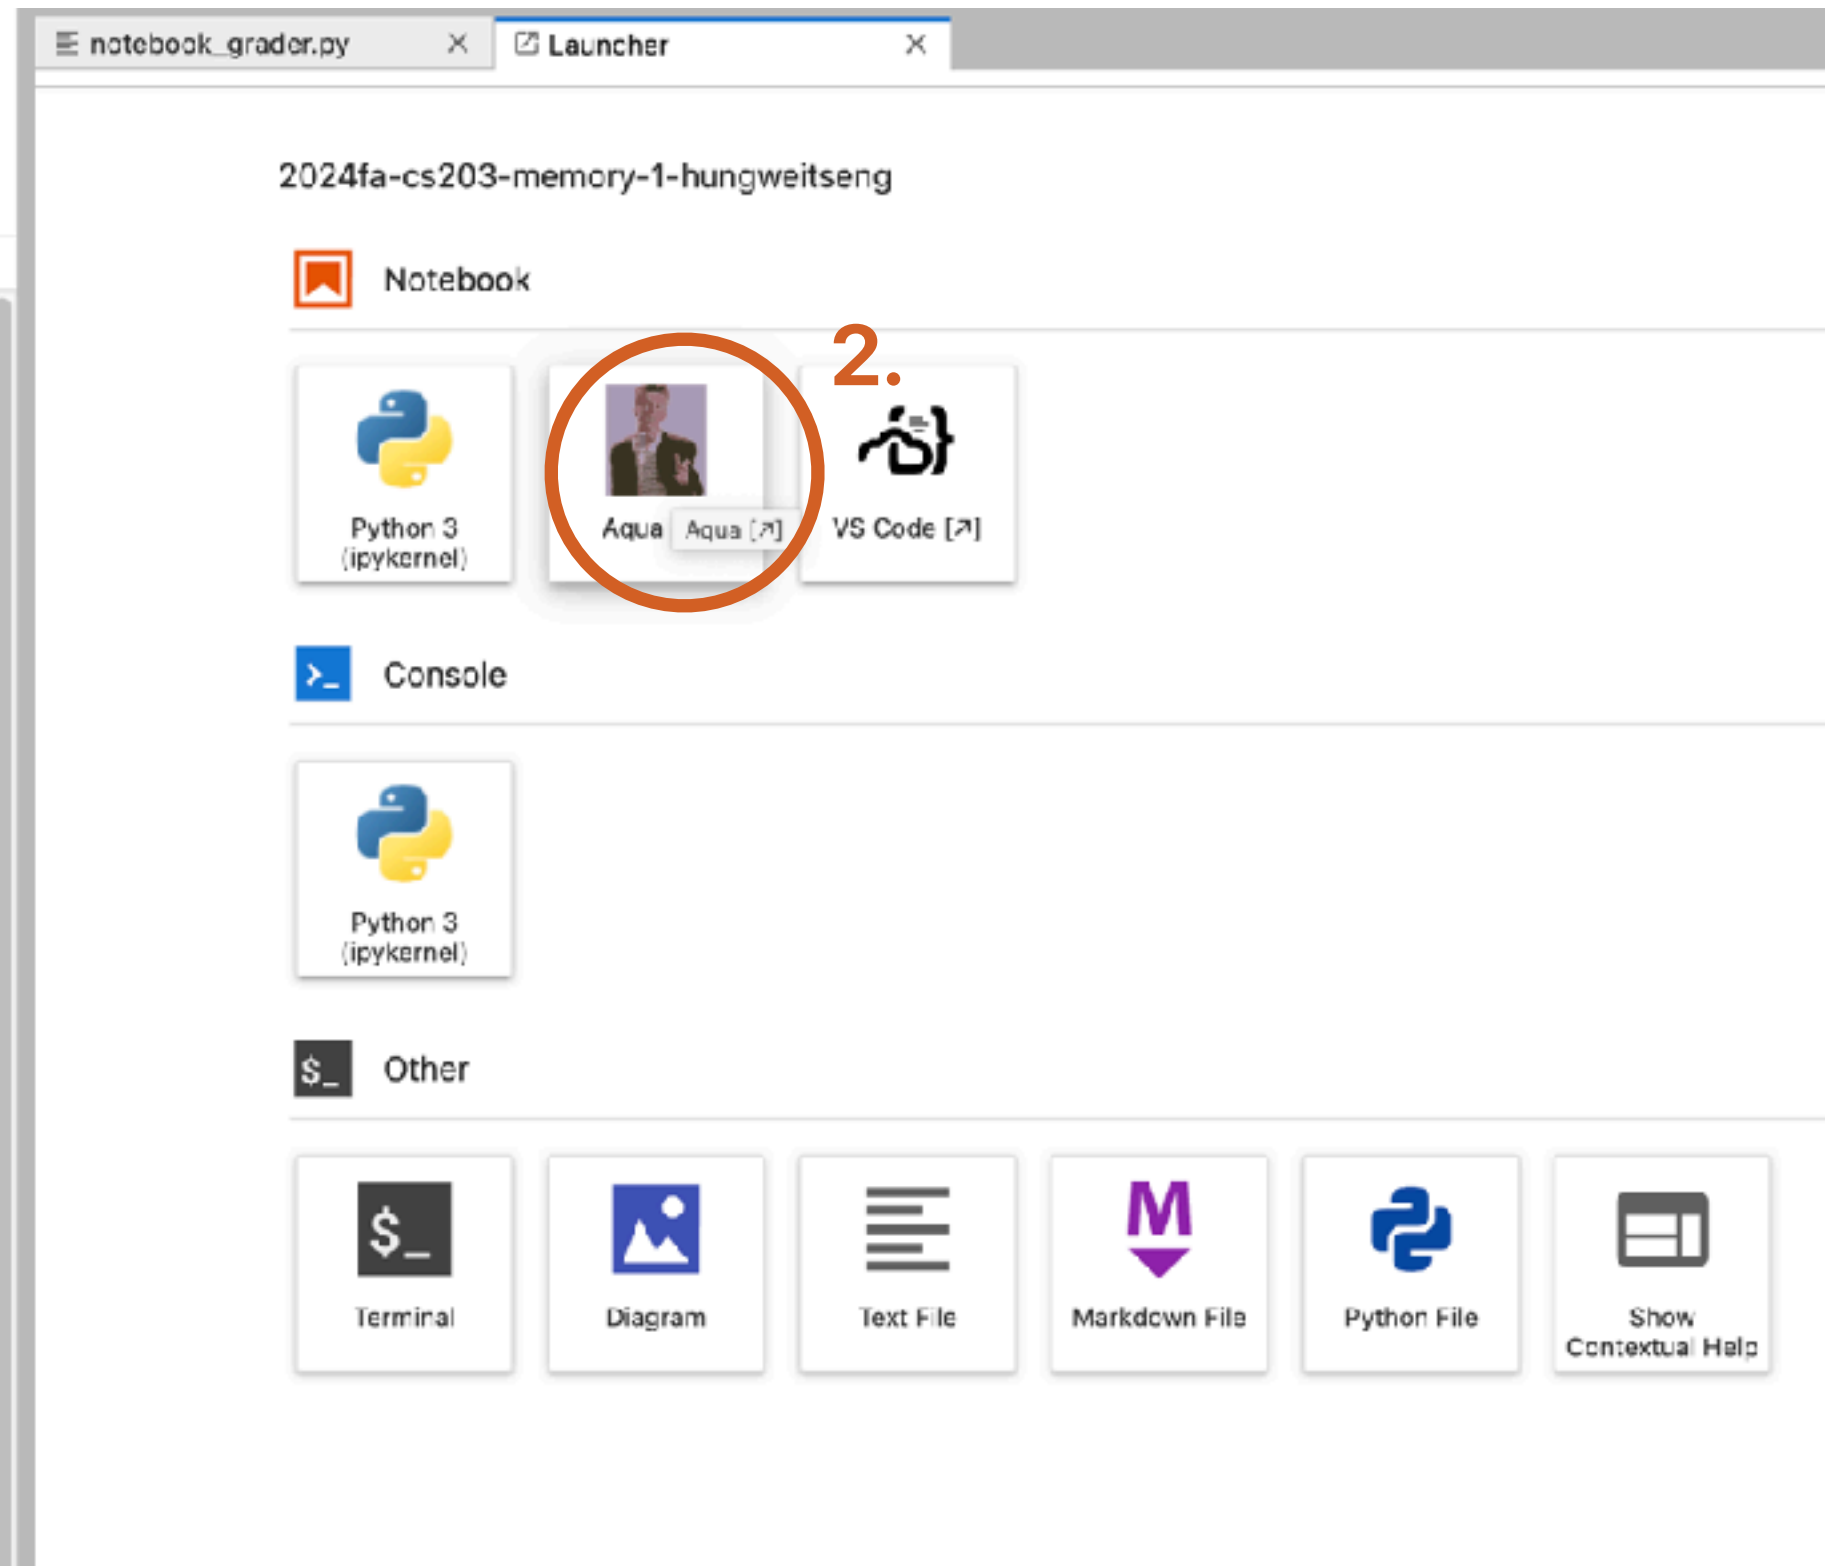 notebook_grader.py
Launcher
2024fa-cs203-memory-1-hungweitseng
Notebook
2.
Python 3
(ipykernel)
Aqua
Aqua [↗]
VS Code [↗]
Console
Python 3
(ipykernel)
$_ Other
$_
Terminal
Diagram
Text File
M
Markdown File
Python File
Show
Contextual Help